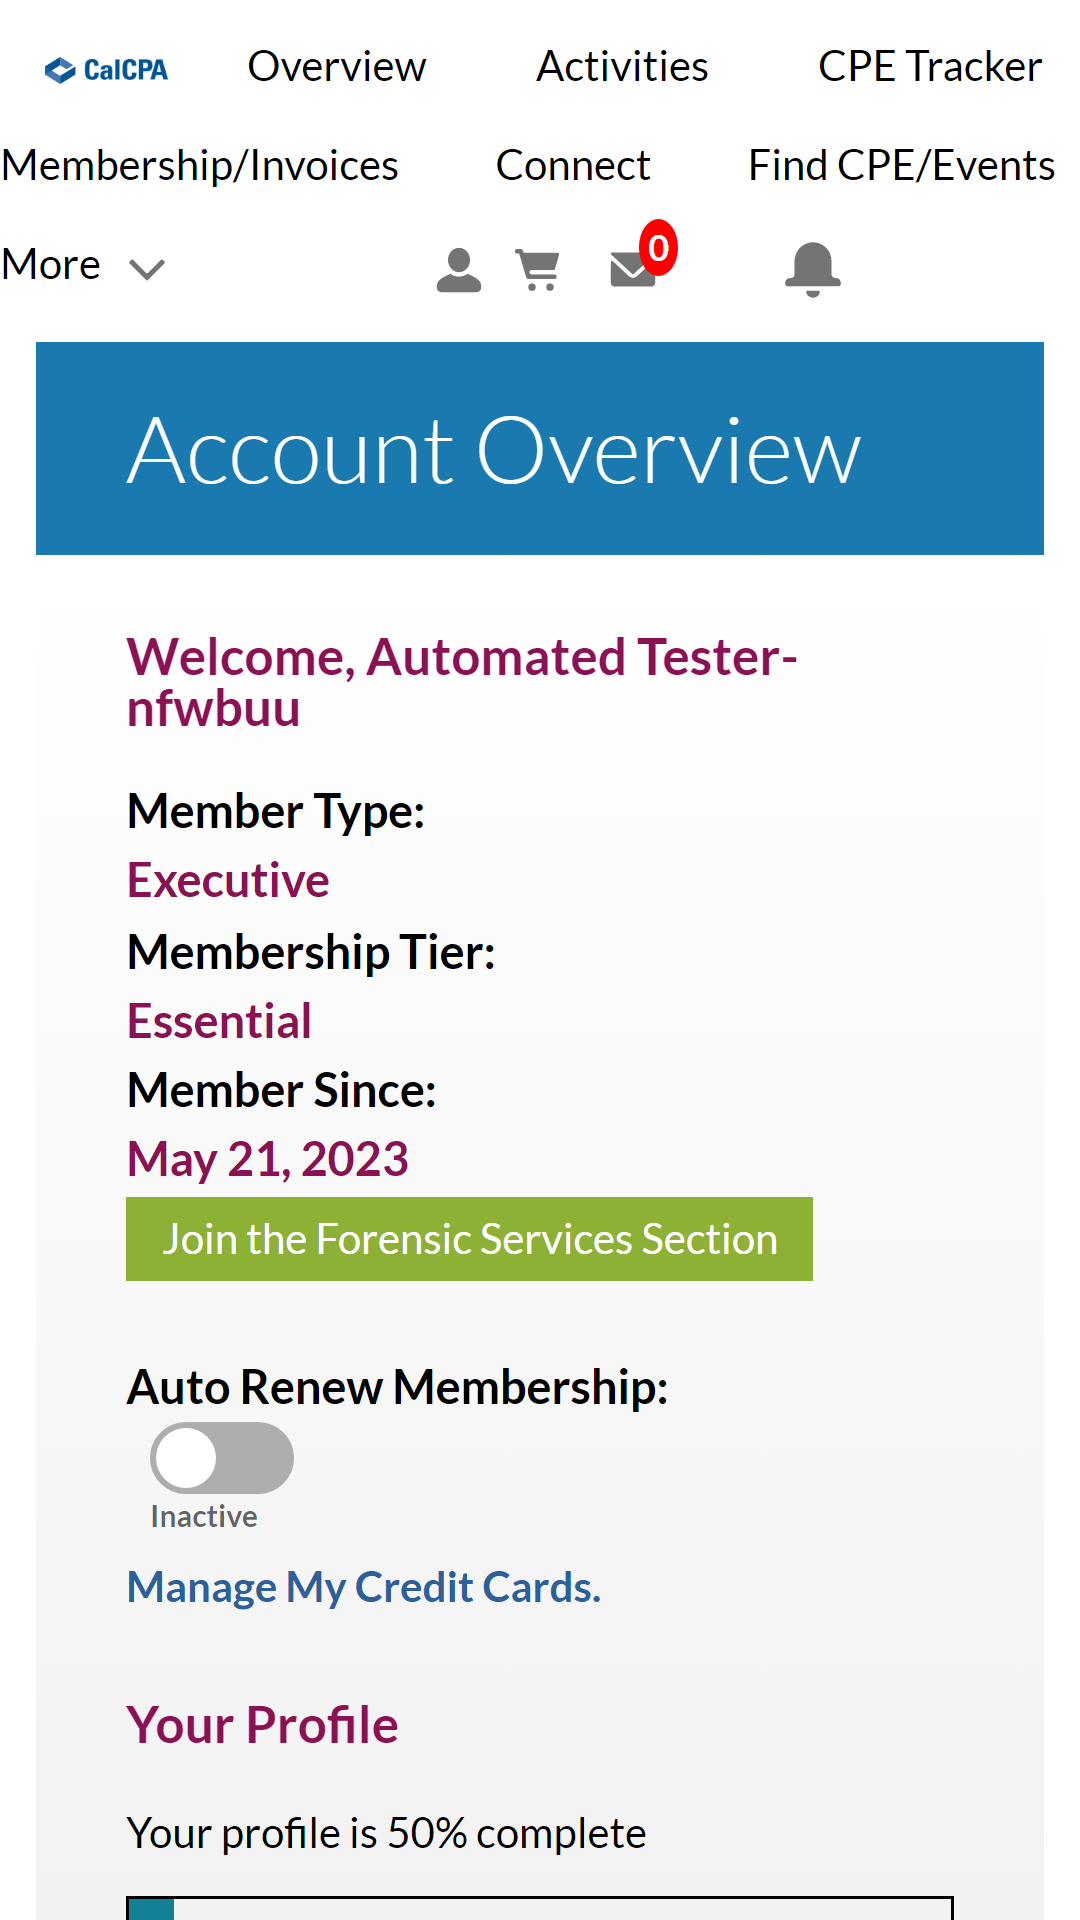 CalCPA Overview Activities CPE Tracker
Membership/Invoices Connect Find CPE/Events
More 0
Account Overview
Welcome, Automated Tester-
nfwbuu
Member Type:
Executive
Membership Tier:
Essential
Member Since:
May 21, 2023
Join the Forensic Services Section
Auto Renew Membership:
Inactive
Manage My Credit Cards.
Your Profile
Your profile is 50% complete